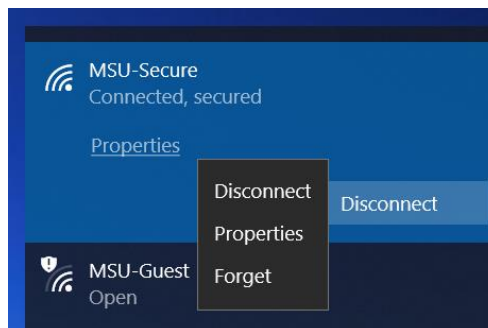 MSU-Secure
Connected, secured
Properties
Disconnect
Properties
Forget
Disconnect
MSU-Guest
Open